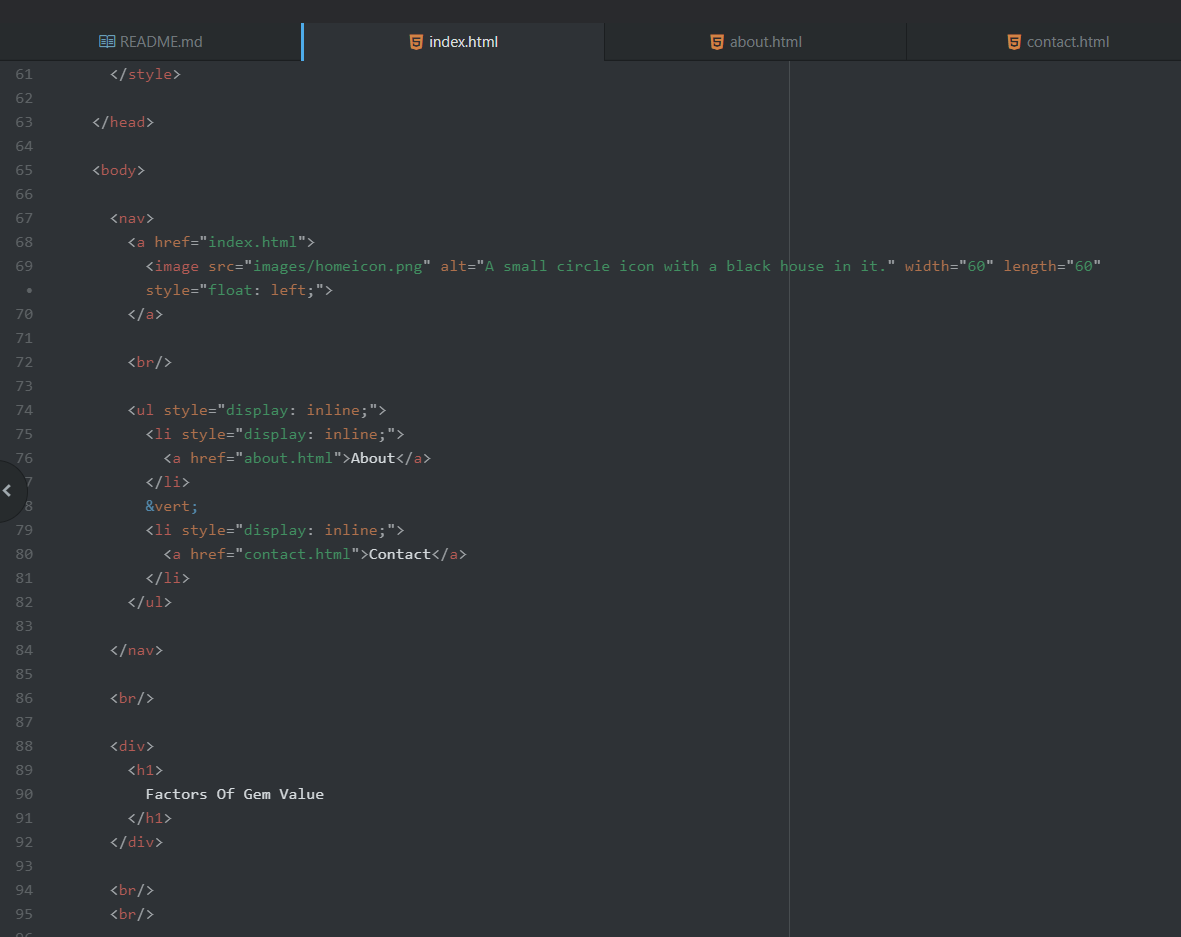 README.md index.html about.html contact.html
61 </style>
62
63 </head>
64
65 <body>
66
67 <nav>
68 <a href="index.html">
69 <image src="images/homeicon.png" alt="A small circle icon with a black house in it." width="60" length="60"
• style="float: left;">
70 </a>
71
72 <br/>
73
74 <ul style="display: inline;">
75 <li style="display: inline;">
76 <a href="about.html">About</a>
7 </li>
8 &vert;
79 <li style="display: inline;">
80 <a href="contact.html">Contact</a>
81 </li>
82 </ul>
83
84 </nav>
85
86 <br/>
87
88 <div>
89 <h1>
90 Factors Of Gem Value
91 </h1>
92 </div>
93
94 <br/>
95 <br/>